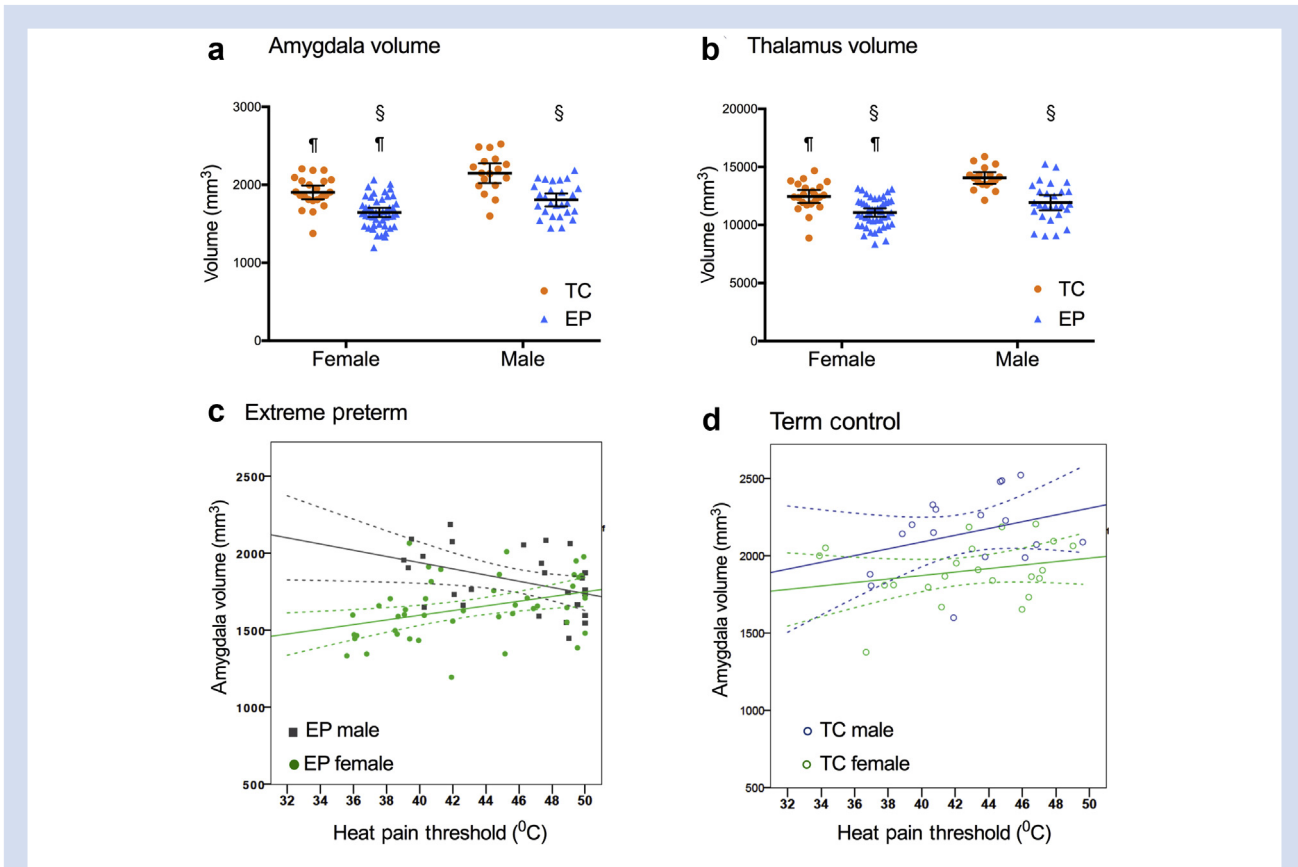 a Amygdala volume
3000
2000
1000
0
Volume (mm3)
§
¶ ¶
§
TC
EP
Female Male
b Thalamus volume
20000
15000
10000
5000
0
Volume (mm3)
§
¶ ¶
§
TC
EP
Female Male
c Extreme preterm
2500
2000
1500
1000
500
Amygdala volume (mm3)
EP male
EP female
32 34 36 38 40 42 44 46 48 50
Heat pain threshold (0C)
d Term control
2500
2000
1500
1000
500
Amygdala volume (mm3)
TC male
TC female
32 34 36 38 40 42 44 46 48 50
Heat pain threshold (0C)